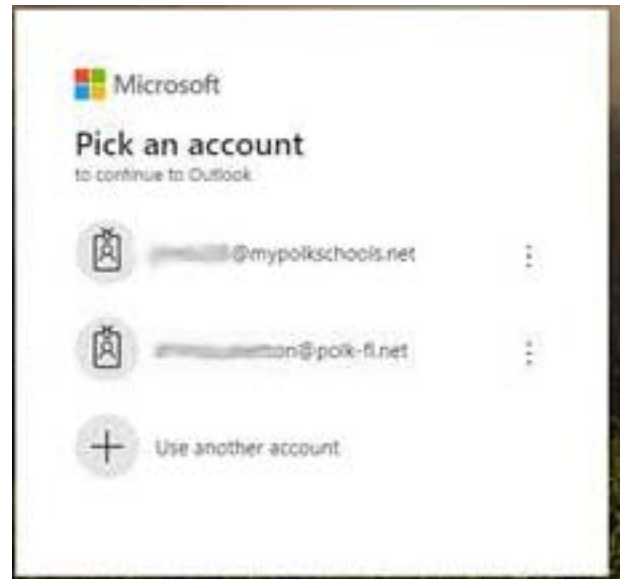 Microsoft
Pick an account
to continue to Outlook
@mypolkschools.net
on@polk-fl.net
Use another account